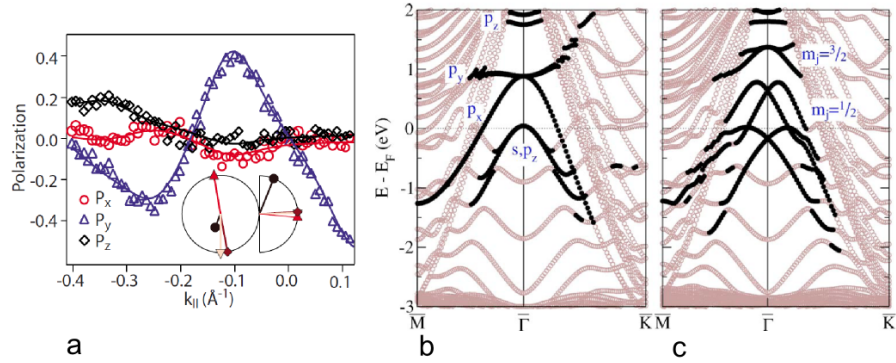 Polarization
0.4
0.2
0.0
-0.2
-0.4
Px
Py
Pz
-0.4 -0.3 -0.2 -0.1 0.0 0.1
k|| (Å⁻¹)
a
E - EF (eV)
2
1
0
-1
-2
-3
pz
py
px
s,pz
M̄ Γ̄ K̄
b
mj=3/2
mj=1/2
M̄ Γ̄ K̄
c